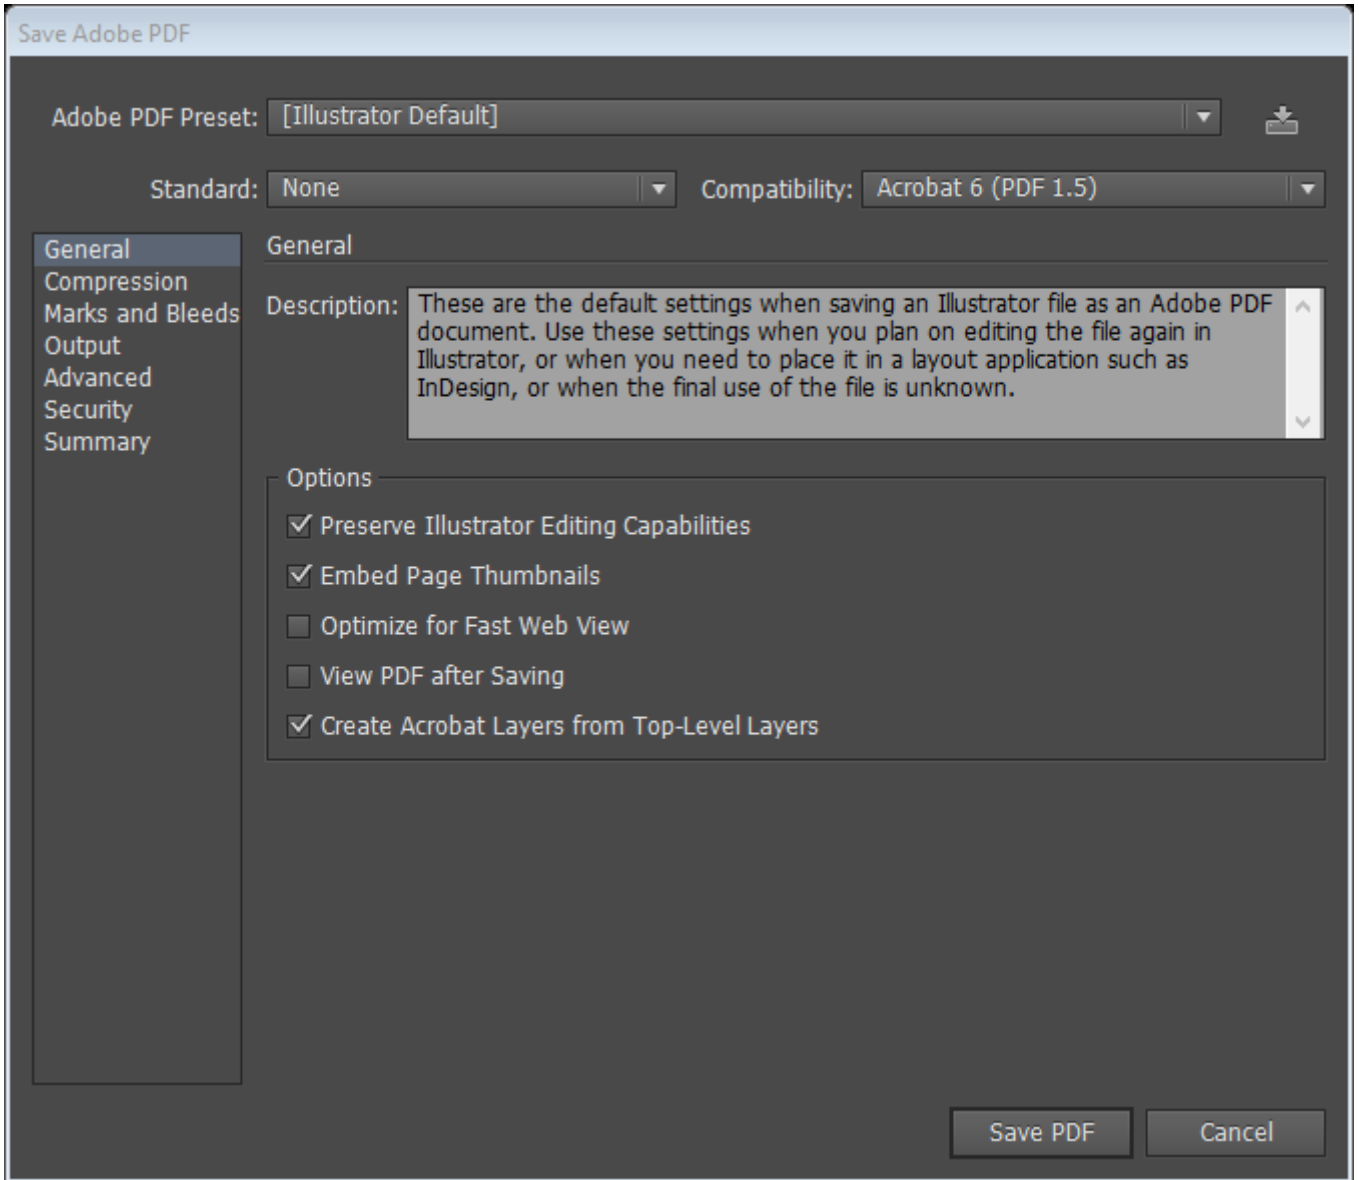 Save Adobe PDF
Adobe PDF Preset: [Illustrator Default]
Standard: None Compatibility: Acrobat 6 (PDF 1.5)
General
Compression
Marks and Bleeds
Output
Advanced
Security
Summary
General
Description: These are the default settings when saving an Illustrator file as an Adobe PDF
document. Use these settings when you plan on editing the file again in
Illustrator, or when you need to place it in a layout application such as
InDesign, or when the final use of the file is unknown.
Options
Preserve Illustrator Editing Capabilities
Embed Page Thumbnails
Optimize for Fast Web View
View PDF after Saving
Create Acrobat Layers from Top-Level Layers
Save PDF Cancel